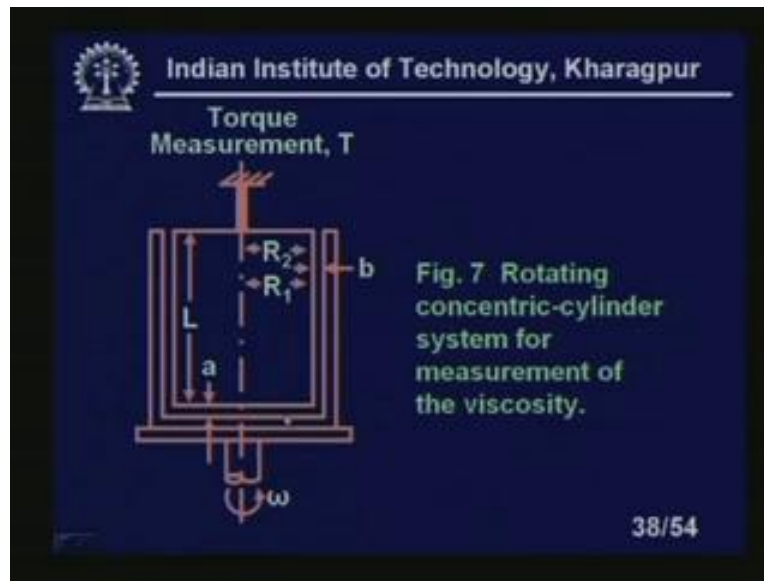 Indian Institute of Technology, Kharagpur
Torque
Measurement, T
R2
b
R1
L
a
Fig. 7 Rotating
concentric-cylinder
system for
measurement of
the viscosity.
ω
38/54